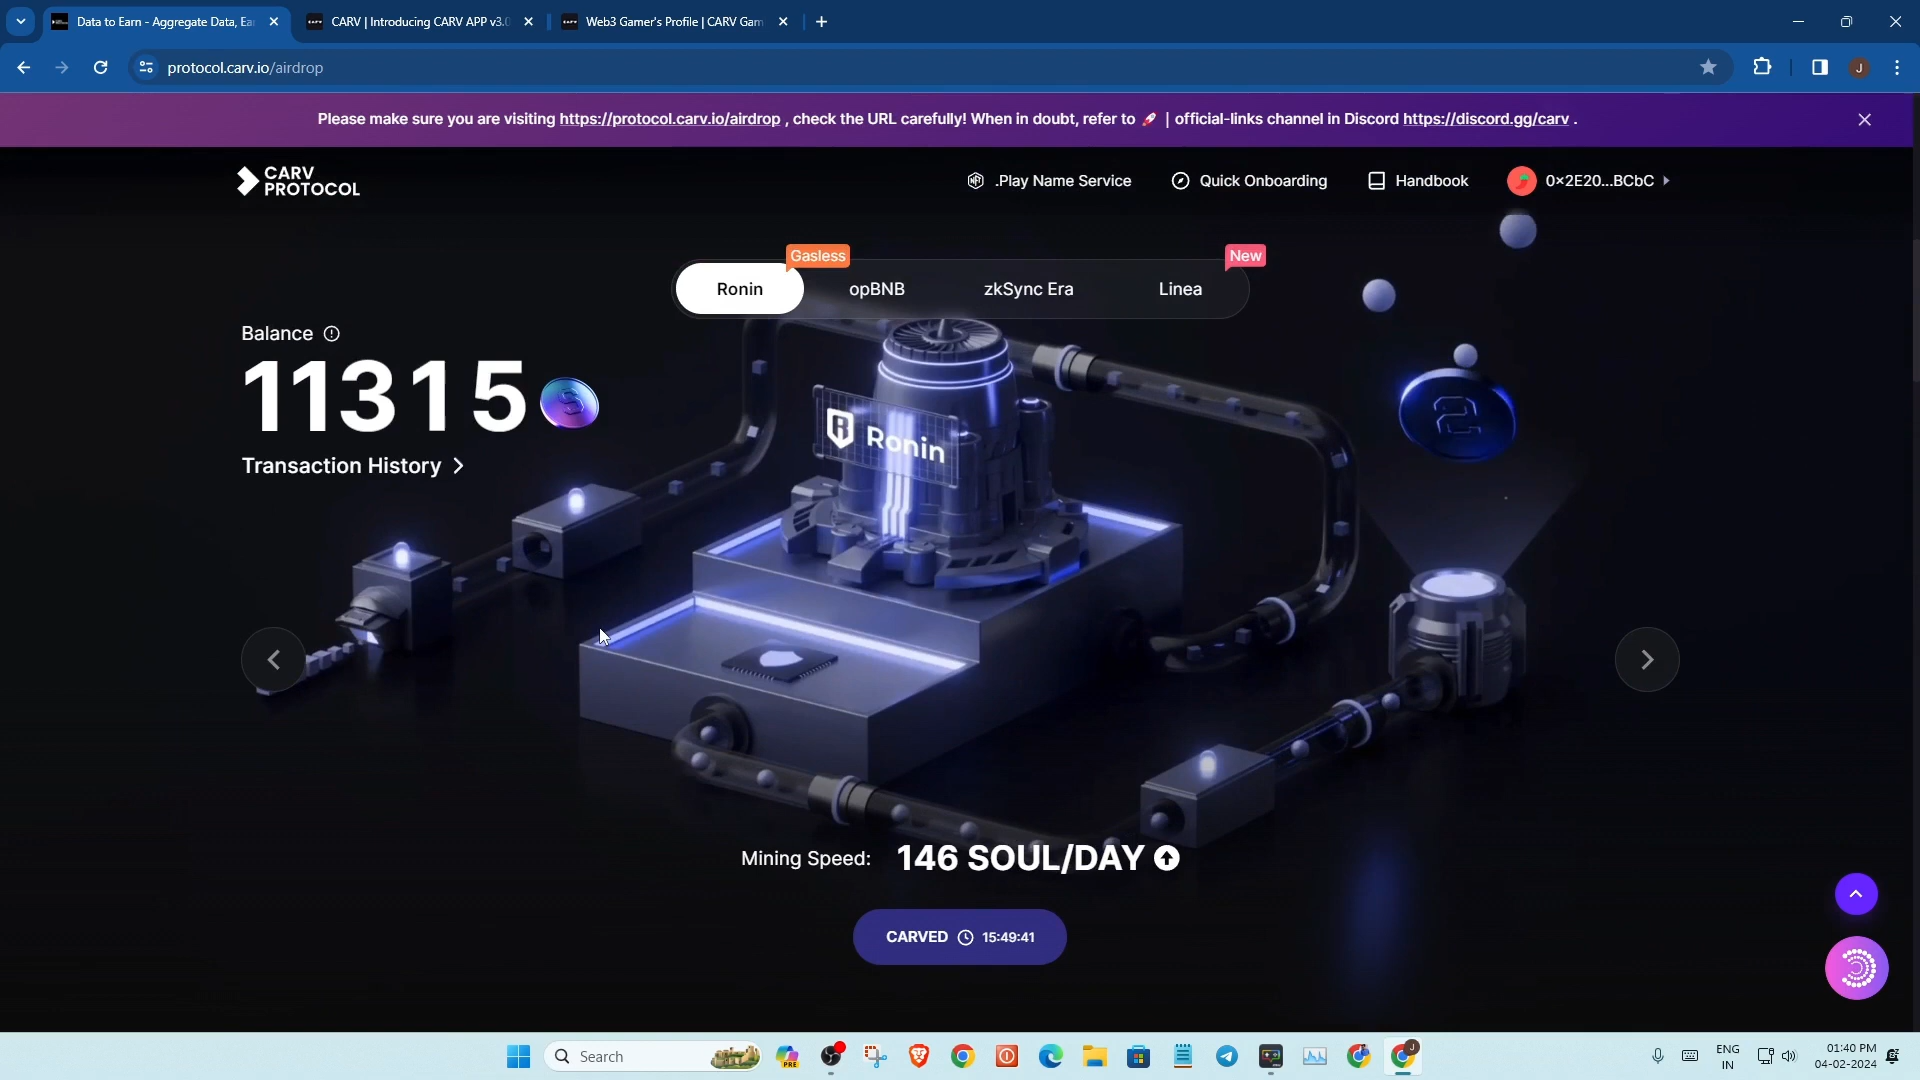 Data to Earn - Aggregate Data, Ea
CARV | Introducing CARV APP v3.0
Web3 Gamer's Profile | CARV Gam
protocol.carv.io/airdrop
J
Please make sure you are visiting https://protocol.carv.io/airdrop , check the URL carefully! When in doubt, refer to 🚀 | official-links channel in Discord https://discord.gg/carv .
CARV
PROTOCOL
.Play Name Service
Quick Onboarding
Handbook
0×2E20...BCbC
Gasless
New
Ronin
opBNB
zkSync Era
Linea
Balance
11315
Transaction History
Ronin
Mining Speed: 146 SOUL/DAY
CARVED 15:49:41
Search
PRE
J
ENG
IN
01:40 PM
04-02-2024